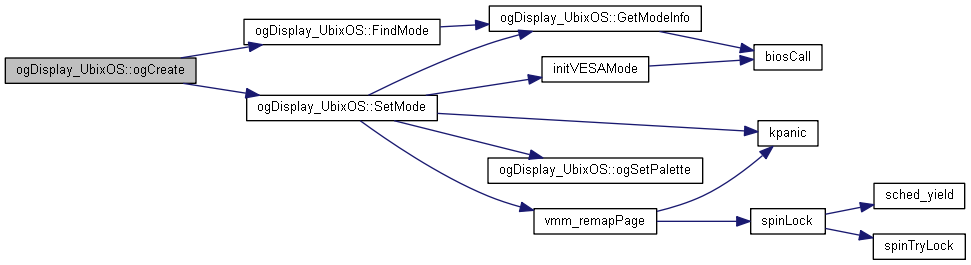 ogDisplay_UbixOS::ogCreate
ogDisplay_UbixOS::FindMode
ogDisplay_UbixOS::SetMode
ogDisplay_UbixOS::GetModeInfo
initVESAMode
ogDisplay_UbixOS::ogSetPalette
vmm_remapPage
biosCall
kpanic
spinLock
sched_yield
spinTryLock